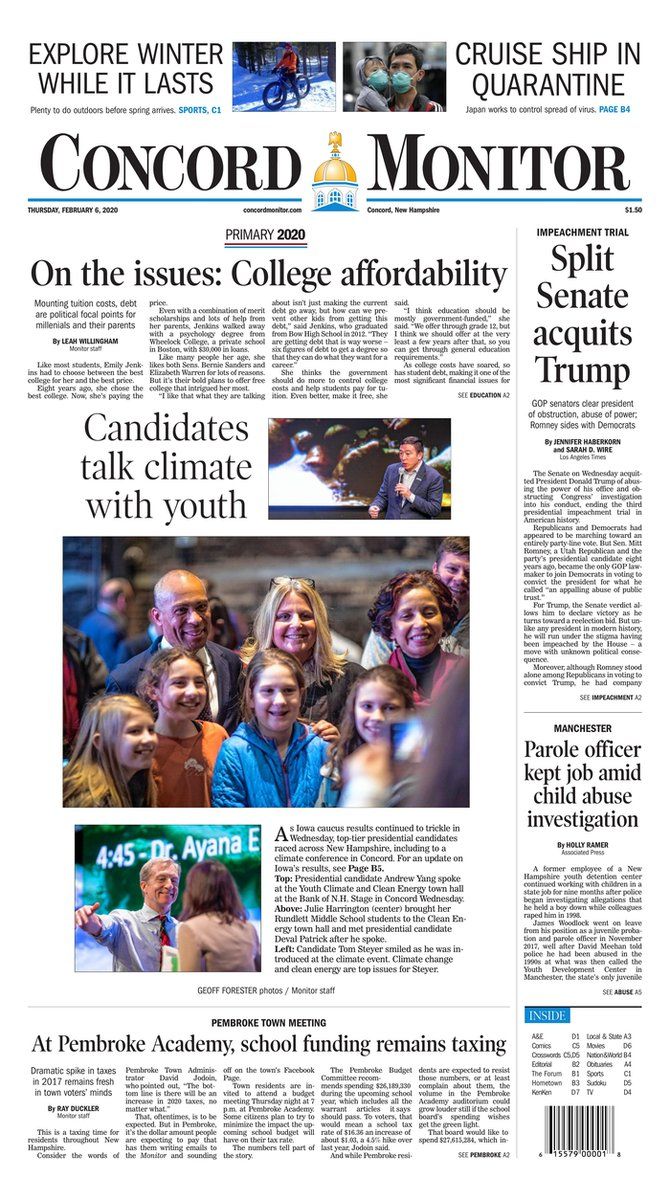 EXPLORE WINTER
WHILE IT LASTS
Plenty to do outdoors before spring arrives. SPORTS, C1
CRUISE SHIP IN
QUARANTINE
Japan works to control spread of virus. PAGE B4
CONCORD MONITOR
THURSDAY, FEBRUARY 6, 2020
concordmonitor.com
Concord, New Hampshire
$1.50
PRIMARY 2020
On the issues: College affordability
Mounting tuition costs, debt
are political focal points for
millenials and their parents
By LEAH WILLINGHAM
Monitor staff
Like most students, Emily Jenk-
ins had to choose between the best
college for her and the best price.
Eight years ago, she chose the
best college. Now, she's paying the
price.
Even with a combination of merit
scholarships and lots of help from
her parents, Jenkins walked away
with a psychology degree from
Wheelock College, a private school
in Boston, with $30,000 in loans.
Like many people her age, she
likes both Sens. Bernie Sanders and
Elizabeth Warren for lots of reasons.
But it's their bold plans to offer free
college that intrigued her most.
"I like that what they are talking
about isn't just making the current
debt go away, but how can we pre-
vent other kids from getting this
debt," said Jenkins, who graduated
from Bow High School in 2012. "They
are getting debt that is way worse –
six figures of debt to get a degree so
that they can do what they want for a
career."
She thinks the government
should do more to control college
costs and help students pay for tu-
ition. Even better, make it free, she
said.
"I think education should be
mostly government-funded," she
said. "We offer through grade 12, but
I think we should offer at the very
least a few years after that, so you
can get through general education
requirements."
As college costs have soared, so
has student debt, making it one of the
most significant financial issues for
SEE EDUCATION A2
Candidates
talk climate
with youth
4:45 - Dr. Ayana E
As Iowa caucus results continued to trickle in
Wednesday, top-tier presidential candidates
raced across New Hampshire, including to a
climate conference in Concord. For an update on
Iowa's results, see Page B5.
Top: Presidential candidate Andrew Yang spoke
at the Youth Climate and Clean Energy town hall
at the Bank of N.H. Stage in Concord Wednesday.
Above: Julie Harrington (center) brought her
Rundlett Middle School students to the Clean En-
ergy town hall and met presidential candidate
Deval Patrick after he spoke.
Left: Candidate Tom Steyer smiled as he was in-
troduced at the climate event. Climate change
and clean energy are top issues for Steyer.
GEOFF FORESTER photos / Monitor staff
IMPEACHMENT TRIAL
Split
Senate
acquits
Trump
GOP senators clear president
of obstruction, abuse of power;
Romney sides with Democrats
By JENNIFER HABERKORN
and SARAH D. WIRE
Los Angeles Times
The Senate on Wednesday acquit-
ted President Donald Trump of abus-
ing the power of his office and ob-
structing Congress' investigation
into his conduct, ending the third
presidential impeachment trial in
American history.
Republicans and Democrats had
appeared to be marching toward an
entirely party-line vote. But Sen. Mitt
Romney, a Utah Republican and the
party's presidential candidate eight
years ago, became the only GOP law-
maker to join Democrats in voting to
convict the president for what he
called "an appalling abuse of public
trust."
For Trump, the Senate verdict al-
lows him to declare victory as he
turns toward a reelection bid. But un-
like any president in modern history,
he will run under the stigma having
been impeached by the House – a
move with unknown political conse-
quence.
Moreover, although Romney stood
alone among Republicans in voting to
convict Trump, he had company
SEE IMPEACHMENT A2
MANCHESTER
Parole officer
kept job amid
child abuse
investigation
By HOLLY RAMER
Associated Press
A former employee of a New
Hampshire youth detention center
continued working with children in a
state job for nine months after police
began investigating allegations that
he held a boy down while colleagues
raped him in 1998.
James Woodlock went on leave
from his position as a juvenile proba-
tion and parole officer in November
2017, well after David Meehan told
police he had been abused in the
1990s at what was then called the
Youth Development Center in
Manchester, the state's only juvenile
SEE ABUSE A5
PEMBROKE TOWN MEETING
At Pembroke Academy, school funding remains taxing
Dramatic spike in taxes
in 2017 remains fresh
in town voters' minds
By RAY DUCKLER
Monitor staff
This is a taxing time for
residents throughout New
Hampshire.
Consider the words of
Pembroke Town Adminis-
trator David Jodoin,
who pointed out, "The bot-
tom line is there will be an
increase in 2020 taxes, no
matter what."
That, oftentimes, is to be
expected. But in Pembroke,
it's the dollar amount people
are expecting to pay that
has them writing emails to
the Monitor and sounding
off on the town's Facebook
Page.
Town residents are in-
vited to attend a budget
meeting Thursday night at 7
p.m. at Pembroke Academy.
Some citizens plan to try to
minimize the impact the up-
coming school budget will
have on their tax rate.
The numbers tell part of
the story.
The Pembroke Budget
Committee recom-
mends spending $26,189,330
during the upcoming school
year, which includes all the
warrant articles it says
should pass. To voters, that
would mean a school tax
rate of $16.36 an increase of
about $1.03, a 4.5% hike over
last year, Jodoin said.
And while Pembroke resi-
dents are expected to resist
those numbers, or at least
complain about them, the
volume in the Pembroke
Academy auditorium could
grow louder still if the school
board's spending wishes
get the green light.
That board would like to
spend $27,615,284, which in-
SEE PEMBROKE A2
INSIDE
A&E D1
Comics C5
Crosswords C5,D5
Editorial B2
The Forum B1
Hometown B3
KenKen D7
Local & State A3
Movies D6
Nation&World B4
Obituaries A4
Sports C1
Sudoku D5
TV D4
6 15579 00001 8